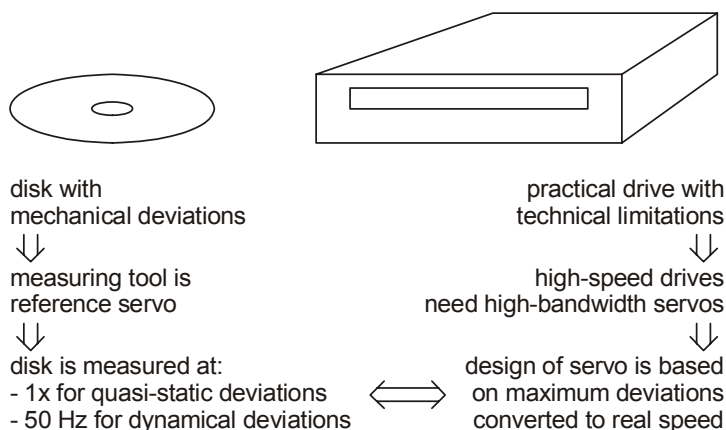 disk with
mechanical deviations
measuring tool is
reference servo
disk is measured at:
- 1x for quasi-static deviations
- 50 Hz for dynamical deviations
practical drive with
technical limitations
high-speed drives
need high-bandwidth servos
design of servo is based
on maximum deviations
converted to real speed